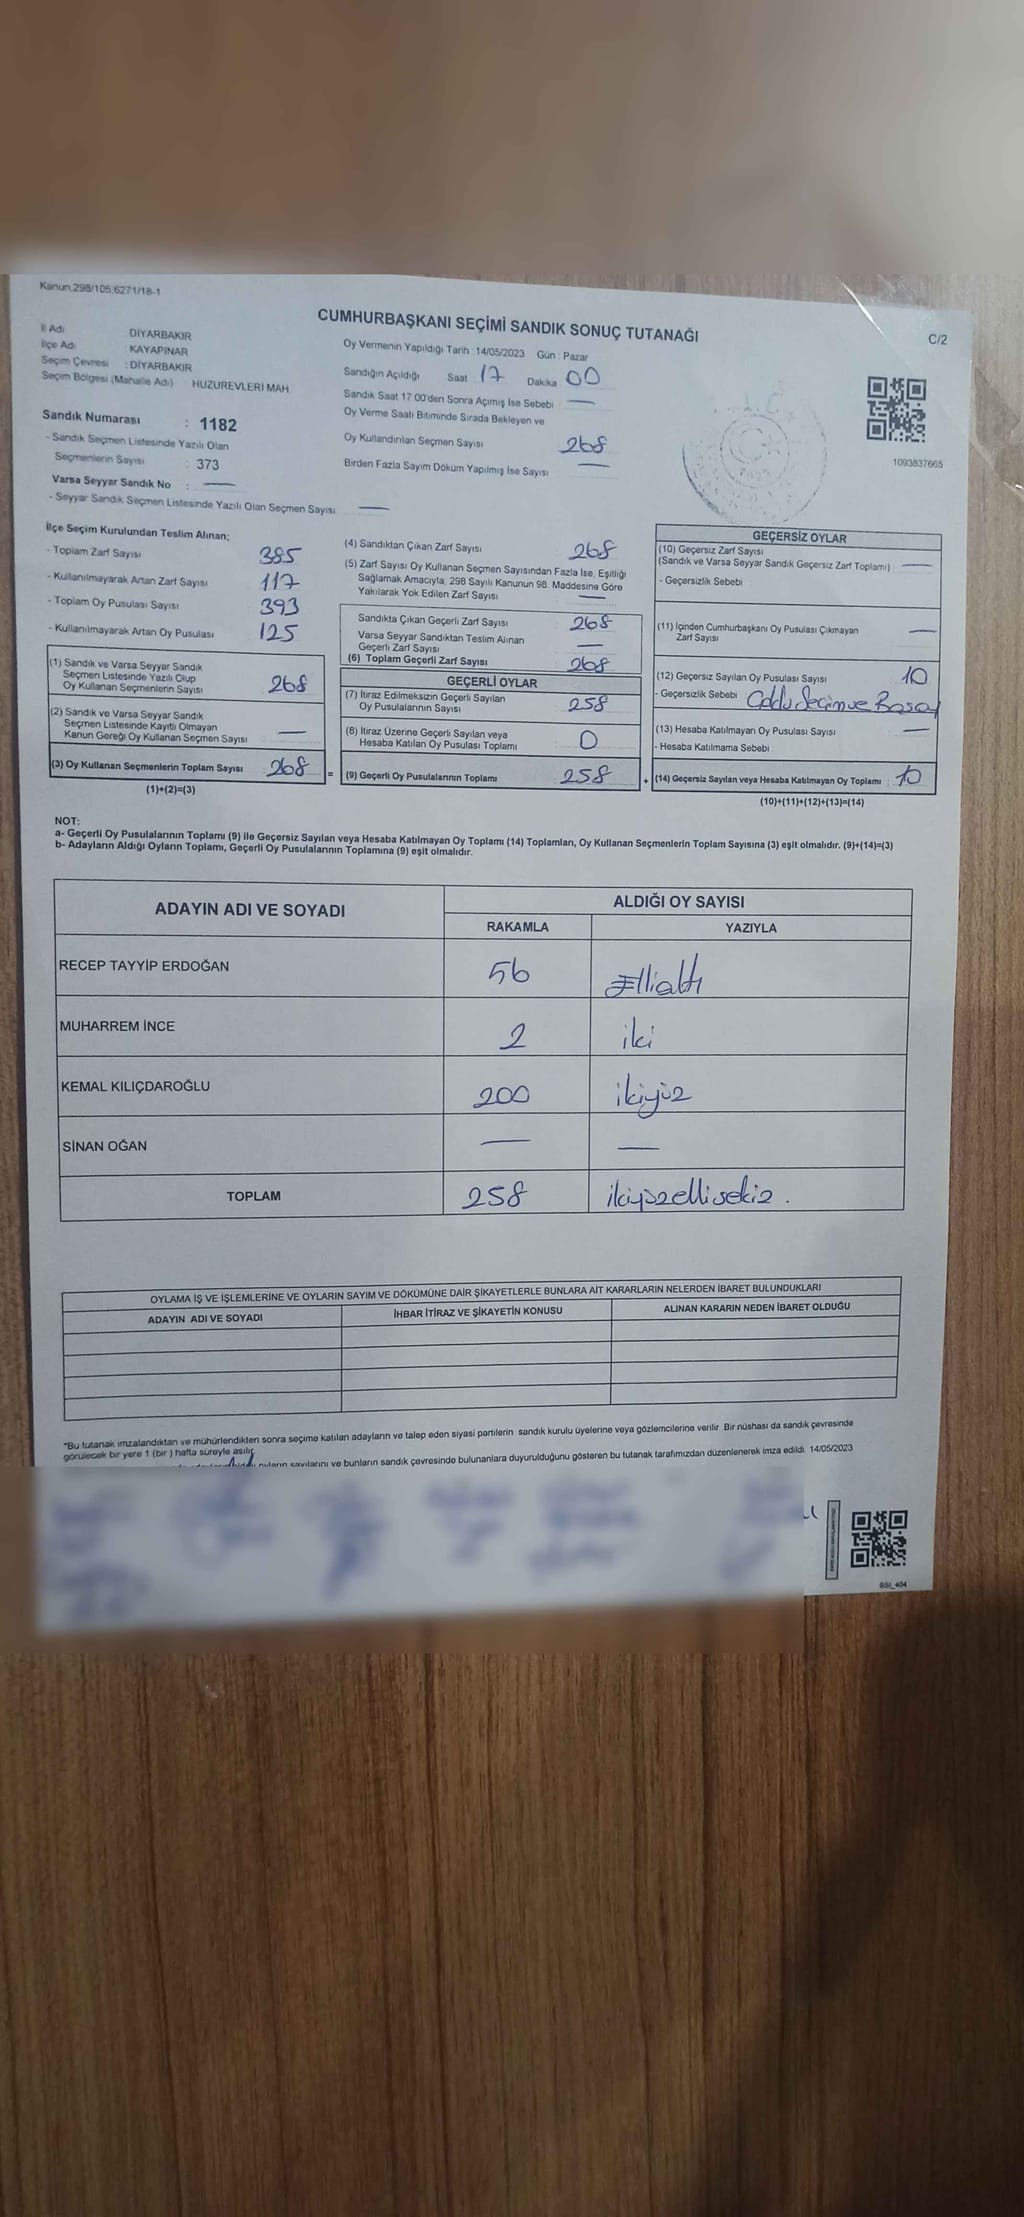 Kanun 298/105,6271/18-1
CUMHURBAŞKANI SEÇİMİ SANDIK SONUÇ TUTANAĞI
C/2
İl Adı DİYARBAKIR
İlçe Adı KAYAPINAR
Seçim Çevresi : DİYARBAKIR
Seçim Bölgesi (Mahalle Adı) HUZUREVLERİ MAH
Sandık Numarası : 1182
- Sandık Seçmen Listesinde Yazılı Olan
Seçmenlerin Sayısı : 373
Varsa Seyyar Sandık No : —
- Seyyar Sandık Seçmen Listesinde Yazılı Olan Seçmen Sayısı —
Oy Vermenin Yapıldığı Tarih : 14/05/2023 Gün : Pazar
Sandığın Açıldığı Saat 17 Dakika 00
Sandık Saat 17.00'den Sonra Açılmış İse Sebebi —
Oy Verme Saati Bitiminde Sırada Bekleyen ve
Oy Kullandırılan Seçmen Sayısı 268
Birden Fazla Sayım Döküm Yapılmış İse Sayısı —
T.C.
1093837665
İlçe Seçim Kurulundan Teslim Alınan;
- Toplam Zarf Sayısı 385
- Kullanılmayarak Artan Zarf Sayısı 117
- Toplam Oy Pusulası Sayısı 393
- Kullanılmayarak Artan Oy Pusulası 125
(1) Sandık ve Varsa Seyyar Sandık
Seçmen Listesinde Yazılı Olup
Oy Kullanan Seçmenlerin Sayısı 268
(2) Sandık ve Varsa Seyyar Sandık
Seçmen Listesinde Kayıtlı Olmayan
Kanun Gereği Oy Kullanan Seçmen Sayısı —
(3) Oy Kullanan Seçmenlerin Toplam Sayısı 268 =
(1)+(2)=(3)
(4) Sandıktan Çıkan Zarf Sayısı 268
(5) Zarf Sayısı Oy Kullanan Seçmen Sayısından Fazla İse, Eşitliği
Sağlamak Amacıyla, 298 Sayılı Kanunun 98. Maddesine Göre
Yakılarak Yok Edilen Zarf Sayısı —
Sandıkta Çıkan Geçerli Zarf Sayısı 268
Varsa Seyyar Sandıktan Teslim Alınan
Geçerli Zarf Sayısı —
(6) Toplam Geçerli Zarf Sayısı 268
GEÇERLİ OYLAR
(7) İtiraz Edilmeksizin Geçerli Sayılan
Oy Pusulalarının Sayısı 258
(8) İtiraz Üzerine Geçerli Sayılan veya
Hesaba Katılan Oy Pusulası Toplamı 0
(9) Geçerli Oy Pusulalarının Toplamı 258 +
GEÇERSİZ OYLAR
(10) Geçersiz Zarf Sayısı
(Sandık ve Varsa Seyyar Sandık Geçersiz Zarf Toplamı) —
- Geçersizlik Sebebi
(11) İçinden Cumhurbaşkanı Oy Pusulası Çıkmayan
Zarf Sayısı —
(12) Geçersiz Sayılan Oy Pusulası Sayısı 10
- Geçersizlik Sebebi
(13) Hesaba Katılmayan Oy Pusulası Sayısı —
- Hesaba Katılmama Sebebi
(14) Geçersiz Sayılan veya Hesaba Katılmayan Oy Toplamı 10
(10)+(11)+(12)+(13)=(14)
NOT:
a- Geçerli Oy Pusulalarının Toplamı (9) ile Geçersiz Sayılan veya Hesaba Katılmayan Oy Toplamı (14) Toplamları, Oy Kullanan Seçmenlerin Toplam Sayısına (3) eşit olmalıdır. (9)+(14)=(3)
b- Adayların Aldığı Oyların Toplamı, Geçerli Oy Pusulalarının Toplamına (9) eşit olmalıdır.
ADAYIN ADI VE SOYADI ALDIĞI OY SAYISI
RAKAMLA YAZIYLA
RECEP TAYYİP ERDOĞAN 56 Ellialtı
MUHARREM İNCE 2 iki
KEMAL KILIÇDAROĞLU 200 ikiyüz
SİNAN OĞAN — —
TOPLAM 258 ikiyüzellisekiz.
OYLAMA İŞ VE İŞLEMLERİNE VE OYLARIN SAYIM VE DÖKÜMÜNE DAİR ŞİKAYETLERLE BUNLARA AİT KARARLARIN NELERDEN İBARET BULUNDUKLARI
ADAYIN ADI VE SOYADI İHBAR İTİRAZ VE ŞİKAYETİN KONUSU ALINAN KARARIN NEDEN İBARET OLDUĞU
*Bu tutanak imzalandıktan ve mühürlendikten sonra seçime katılan adayların ve talep eden siyasi partilerin sandık kurulu üyelerine veya gözlemcilerine verilir. Bir nüshası da sandık çevresinde
görülecek bir yere 1 (bir) hafta süreyle asılır.
oyların sayılarını ve bunların sandık çevresinde bulunanlara duyurulduğunu gösteren bu tutanak tarafımızdan düzenlenerek imza edildi. 14/05/2023
SSİ_404